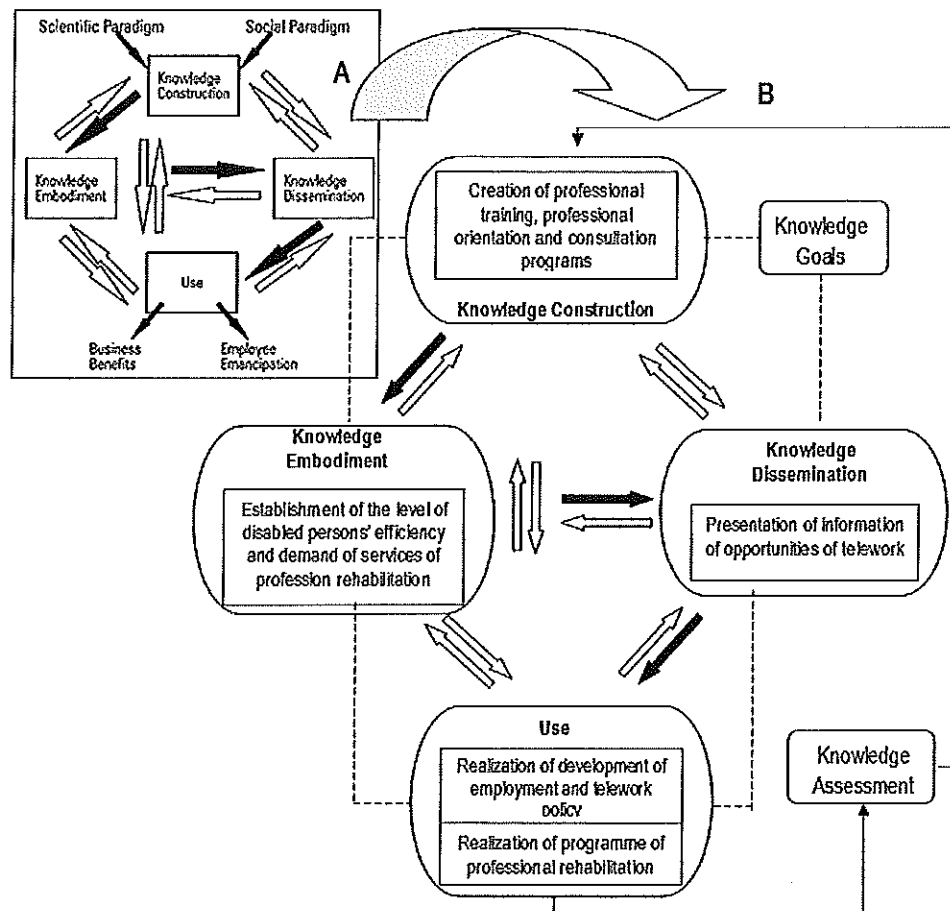 Scientific Paradigm
Social Paradigm
Knowledge
Construction
Knowledge
Embodiment
Knowledge
Dissemination
Use
Business
Benefits
Employee
Emancipation
A
B
Creation of professional
training, professional
orientation and consultation
programs
Knowledge Construction
Knowledge
Goals
Knowledge
Embodiment
Establishment of the level of
disabled persons' efficiency
and demand of services of
profession rehabilitation
Knowledge
Dissemination
Presentation of information
of opportunities of telework
Use
Realization of development of
employment and telework
policy
Realization of programme of
professional rehabilitation
Knowledge
Assessment